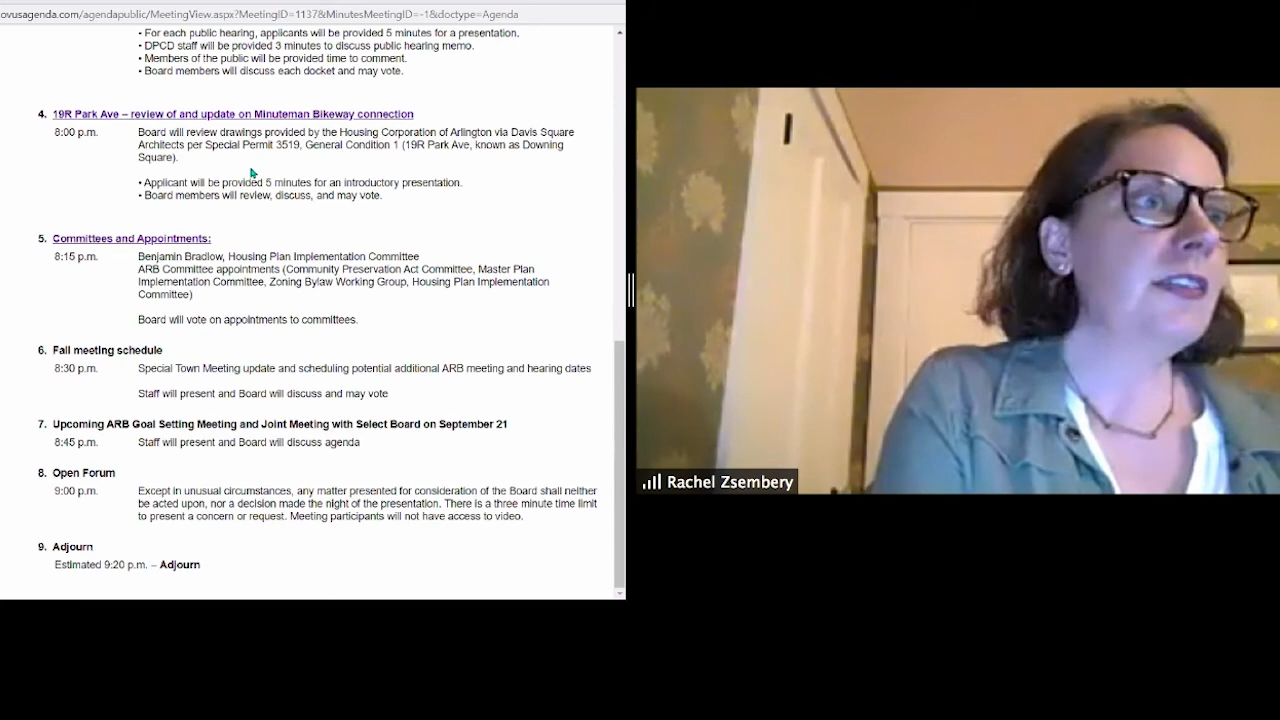 ovusagenda.com/agendapublic/MeetingView.aspx?MeetingID=1137&MinutesMeetingID=-1&doctype=Agenda
• For each public hearing, applicants will be provided 5 minutes for a presentation.
• DPCD staff will be provided 3 minutes to discuss public hearing memo.
• Members of the public will be provided time to comment.
• Board members will discuss each docket and may vote.
4. 19R Park Ave – review of and update on Minuteman Bikeway connection
8:00 p.m. Board will review drawings provided by the Housing Corporation of Arlington via Davis Square
Architects per Special Permit 3519, General Condition 1 (19R Park Ave, known as Downing
Square).
• Applicant will be provided 5 minutes for an introductory presentation.
• Board members will review, discuss, and may vote.
5. Committees and Appointments:
8:15 p.m. Benjamin Bradlow, Housing Plan Implementation Committee
ARB Committee appointments (Community Preservation Act Committee, Master Plan
Implementation Committee, Zoning Bylaw Working Group, Housing Plan Implementation
Committee)
Board will vote on appointments to committees.
6. Fall meeting schedule
8:30 p.m. Special Town Meeting update and scheduling potential additional ARB meeting and hearing dates
Staff will present and Board will discuss and may vote
7. Upcoming ARB Goal Setting Meeting and Joint Meeting with Select Board on September 21
8:45 p.m. Staff will present and Board will discuss agenda
8. Open Forum
9:00 p.m. Except in unusual circumstances, any matter presented for consideration of the Board shall neither
be acted upon, nor a decision made the night of the presentation. There is a three minute time limit
to present a concern or request. Meeting participants will not have access to video.
9. Adjourn
Estimated 9:20 p.m. – Adjourn
Rachel Zsembery